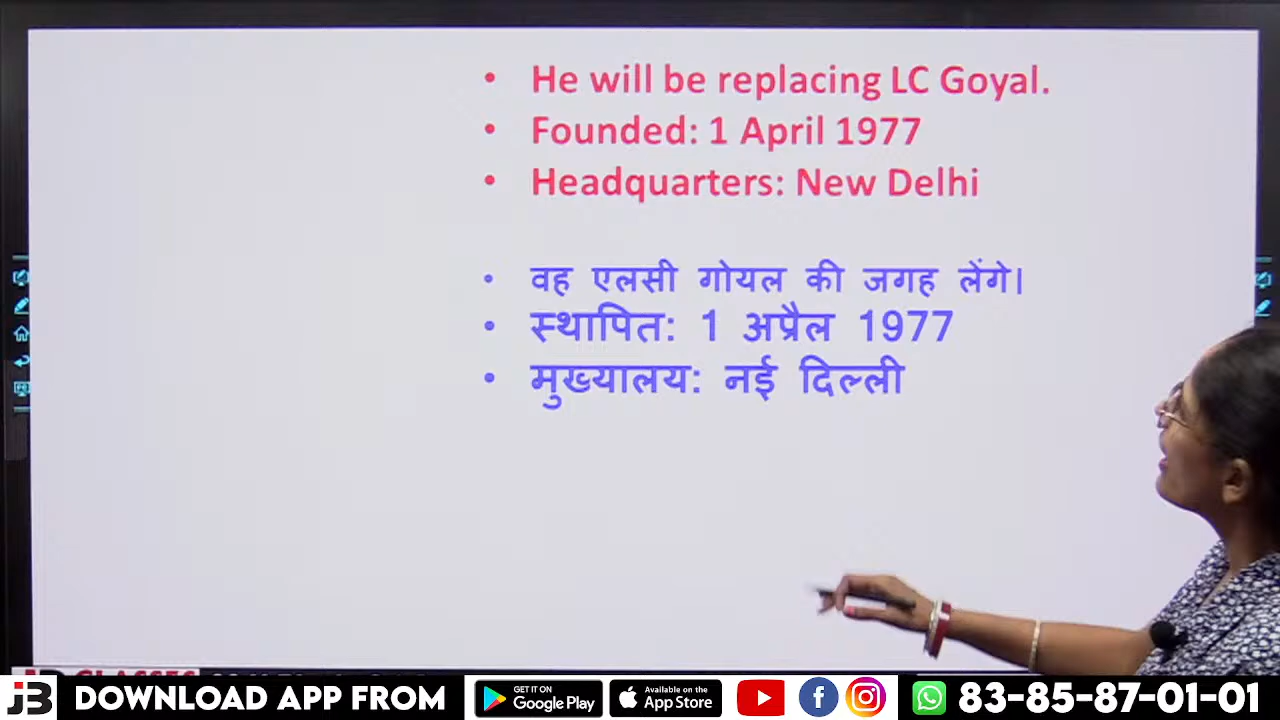 He will be replacing LC Goyal.
Founded: 1 April 1977
Headquarters: New Delhi
वह एलसी गोयल की जगह लेंगे।
स्थापित: 1 अप्रैल 1977
मुख्यालय: नई दिल्ली
JB DOWNLOAD APP FROM GET IT ON Google Play Available on the App Store 83-85-87-01-01